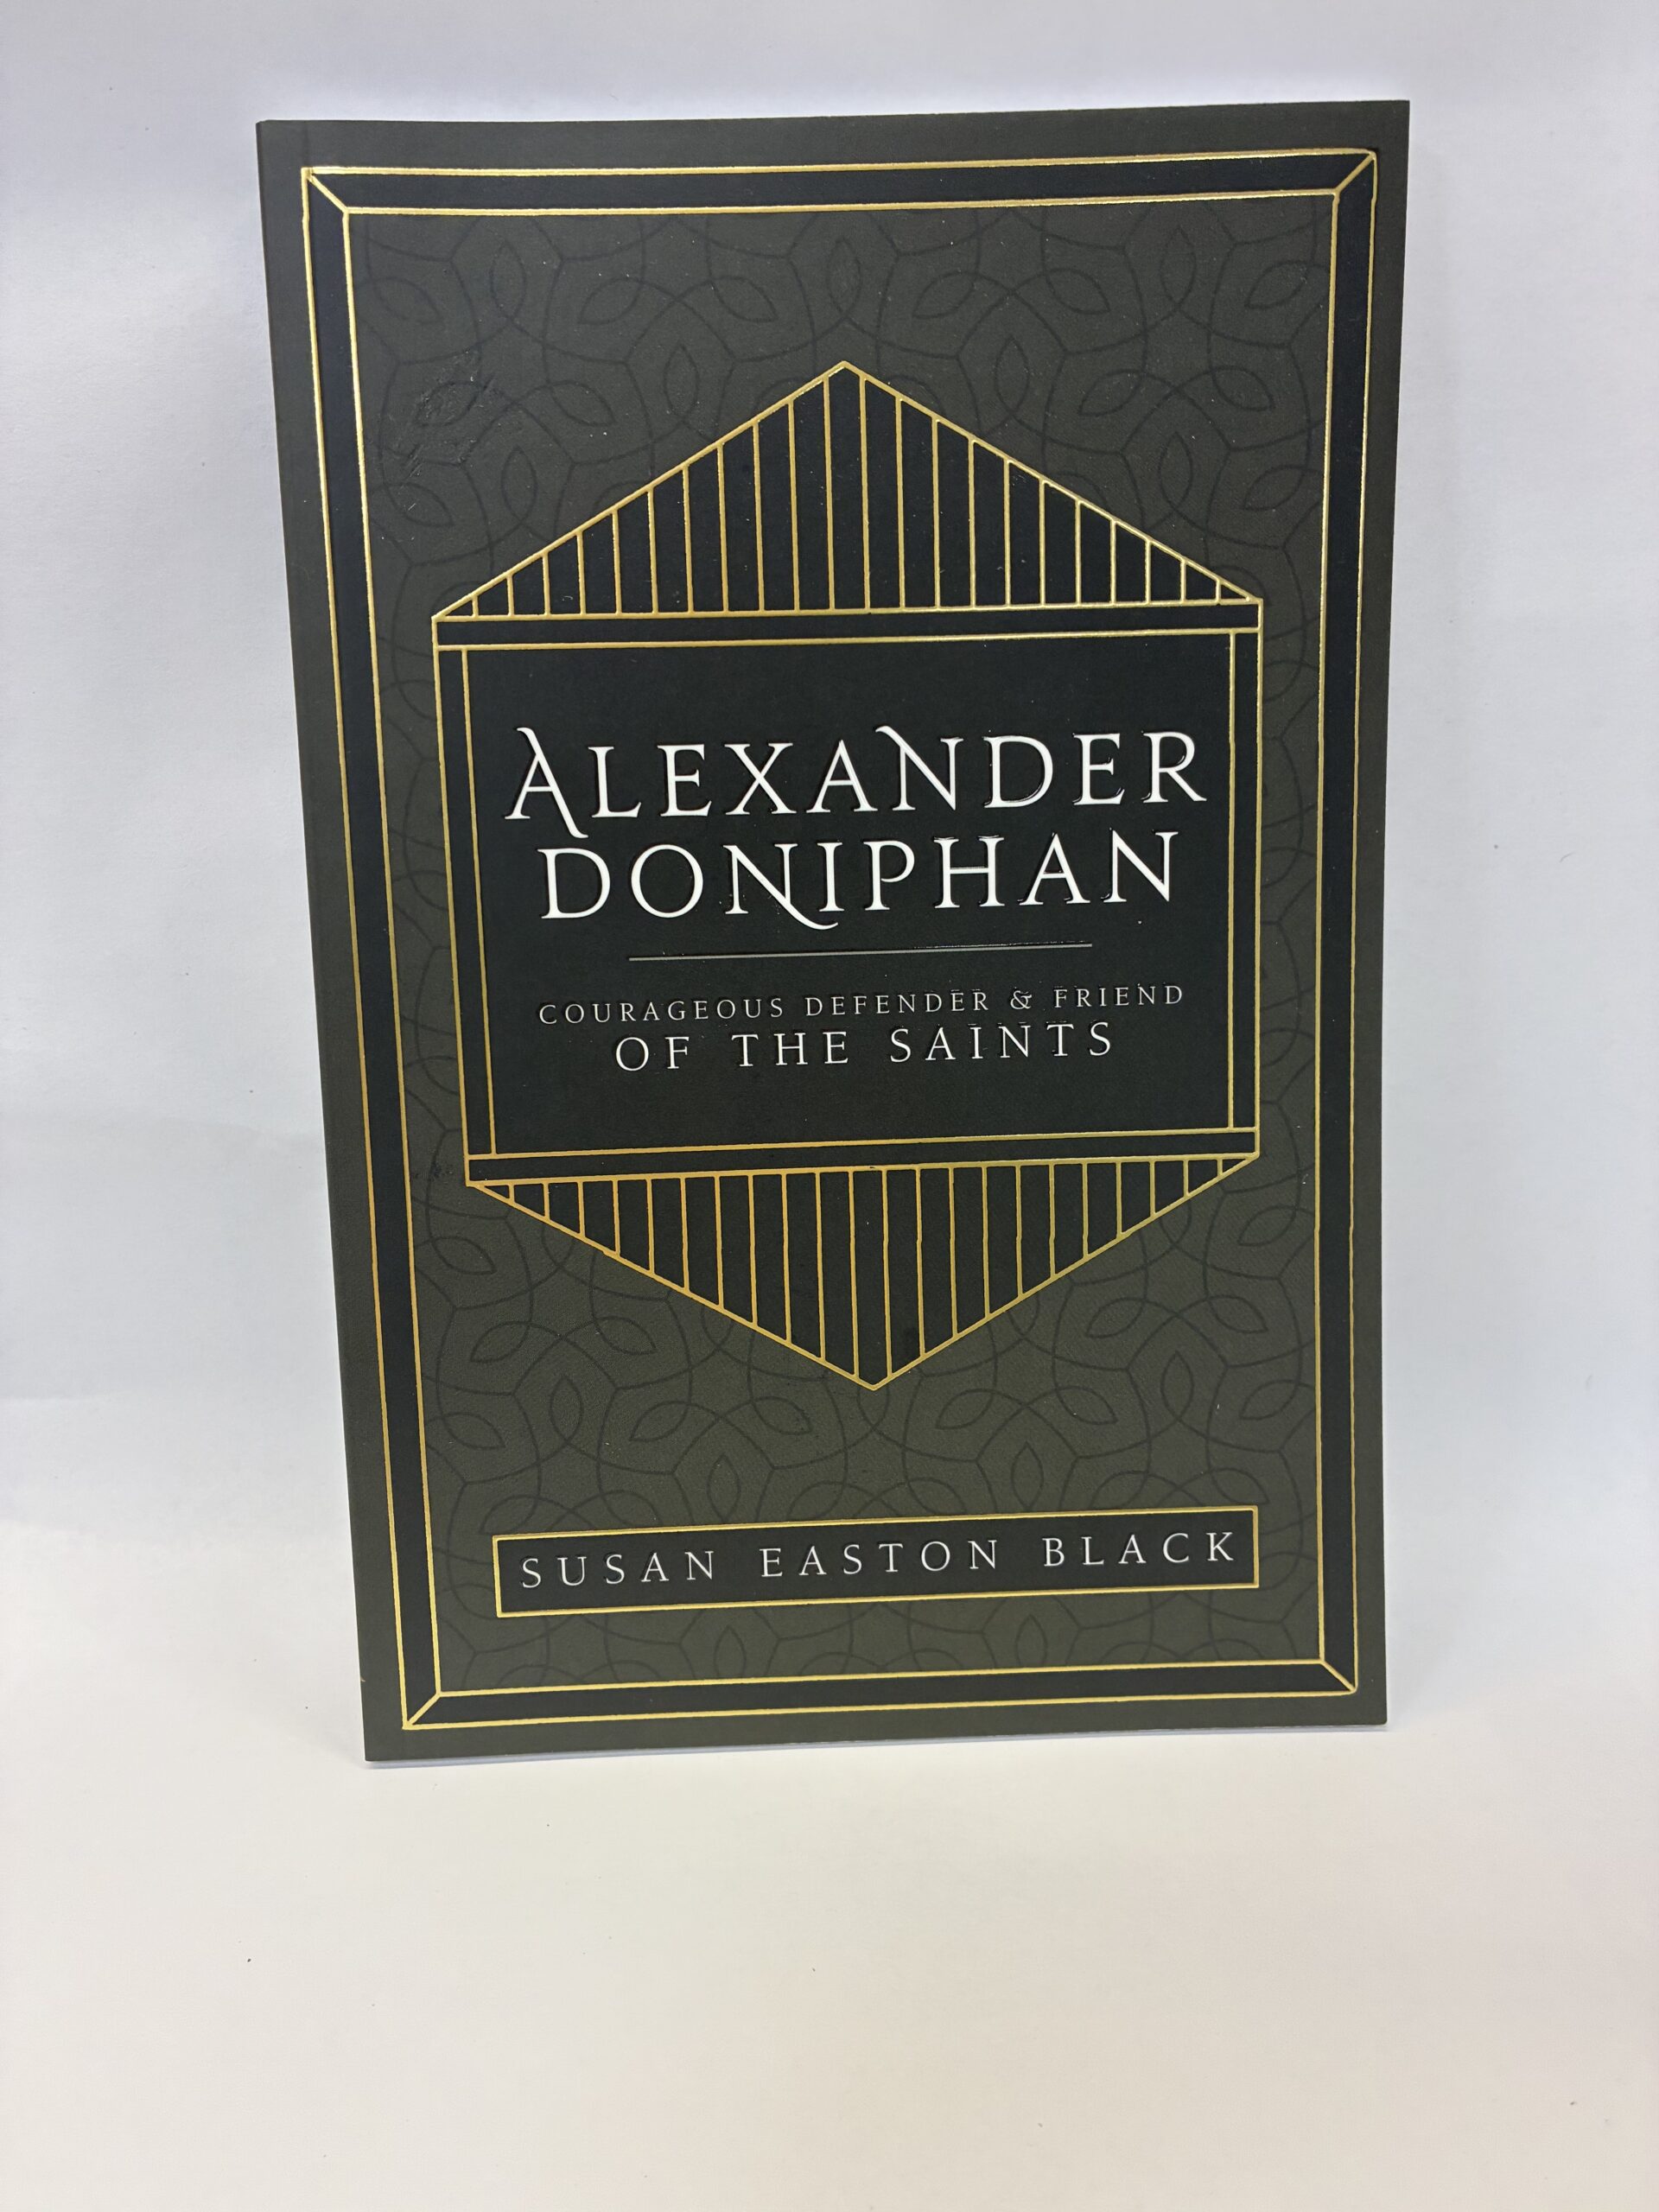 ALEXANDER
DONIPHAN
COURAGEOUS DEFENDER & FRIEND
OF THE SAINTS
SUSAN EASTON BLACK